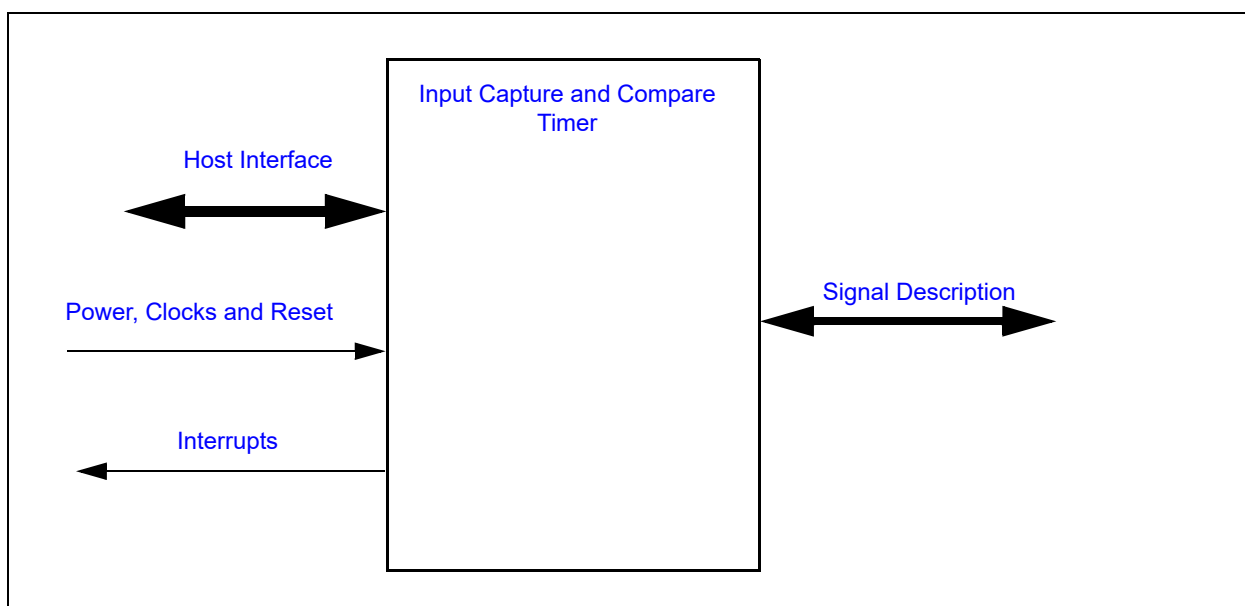 Input Capture and Compare
Timer
Host Interface
Power, Clocks and Reset
Signal Description
Interrupts